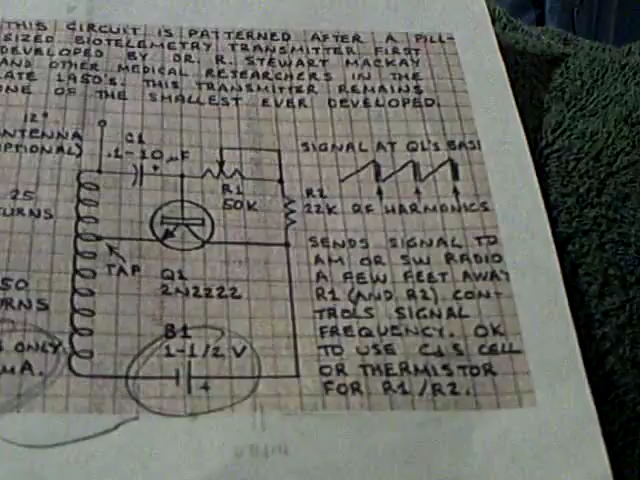 THIS CIRCUIT IS PATTERNED AFTER A PILL-
SIZED BIOTELEMETRY TRANSMITTER FIRST
DEVELOPED BY DR. R. STEWART MACKAY
AND OTHER MEDICAL RESEARCHERS IN THE
LATE 1950'S. THIS TRANSMITTER REMAINS
ONE OF THE SMALLEST EVER DEVELOPED.
12"
ANTENNA
(OPTIONAL)
C1
.1-10 µF
+
R1
50K
SIGNAL AT Q1'S BASE
R2
22K
RF HARMONICS
25
TURNS
TAP
Q1
2N2222
50
TURNS
B1
1-1/2 V
+
ONLY
µA.
SENDS SIGNAL TO
AM OR SW RADIO
A FEW FEET AWAY
R1 (AND R2) CON-
TROLS SIGNAL
FREQUENCY. OK
TO USE CdS CELL
OR THERMISTOR
FOR R1/R2.